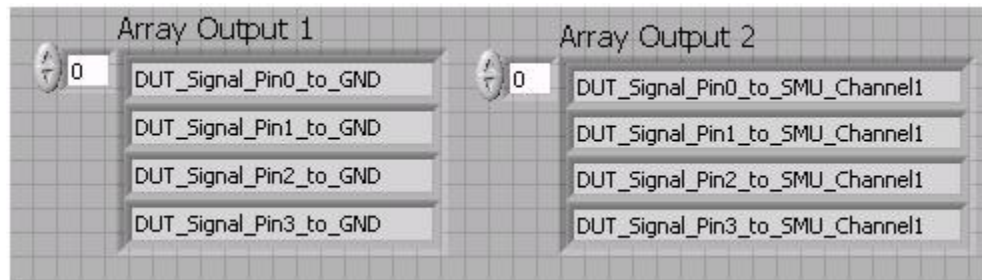 Array Output 1
0
DUT_Signal_Pin0_to_GND
DUT_Signal_Pin1_to_GND
DUT_Signal_Pin2_to_GND
DUT_Signal_Pin3_to_GND
Array Output 2
0
DUT_Signal_Pin0_to_SMU_Channel1
DUT_Signal_Pin1_to_SMU_Channel1
DUT_Signal_Pin2_to_SMU_Channel1
DUT_Signal_Pin3_to_SMU_Channel1